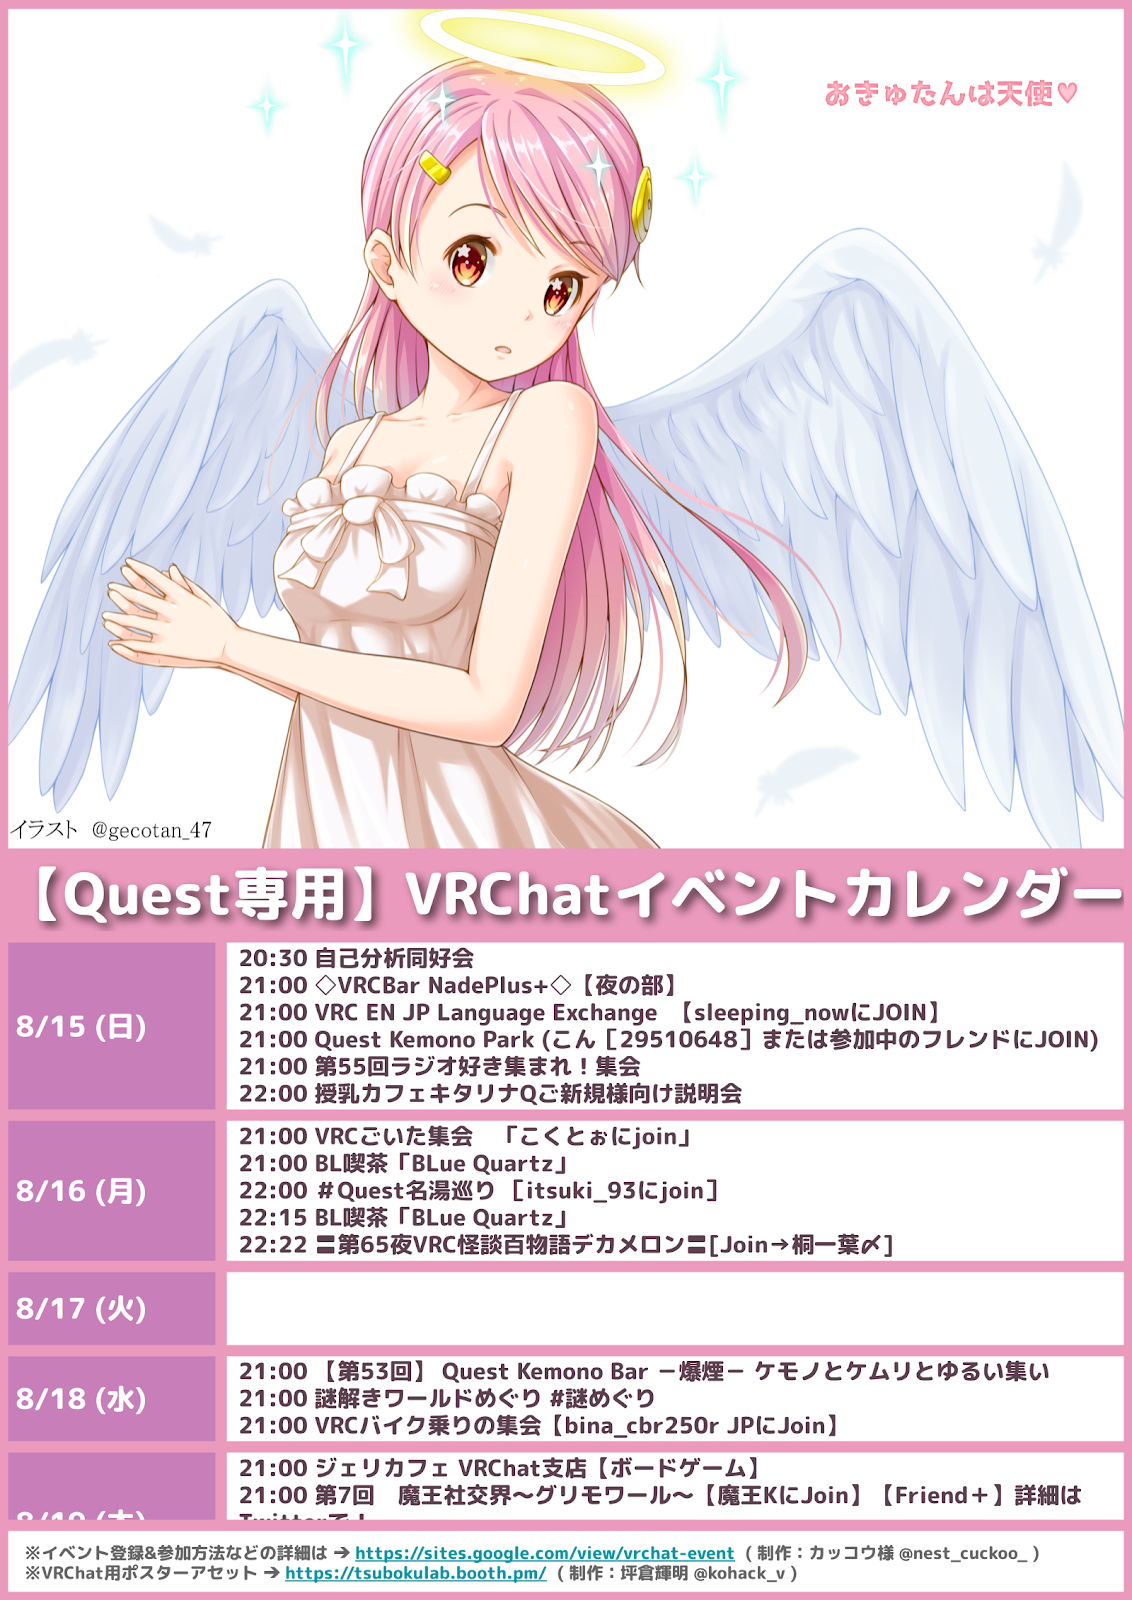 おきゅたんは天使♡
イラスト @gecotan_47
【Quest専用】VRChatイベントカレンダー
8/15 (日)
20:30 自己分析同好会
21:00 ◇VRCBar NadePlus+◇【夜の部】
21:00 VRC EN JP Language Exchange 【sleeping_nowにJOIN】
21:00 Quest Kemono Park (こん［29510648］または参加中のフレンドにJOIN)
21:00 第55回ラジオ好き集まれ！集会
22:00 授乳カフェキタリナQご新規様向け説明会
8/16 (月)
21:00 VRCごいた集会　「こくとぉにjoin」
21:00 BL喫茶「BLue Quartz」
22:00 ＃Quest名湯巡り ［itsuki_93にjoin］
22:15 BL喫茶「BLue Quartz」
22:22 〓第65夜VRC怪談百物語デカメロン〓[Join→桐一葉〆]
8/17 (火)
8/18 (水)
21:00 【第53回】 Quest Kemono Bar －爆煙－ ケモノとケムリとゆるい集い
21:00 謎解きワールドめぐり #謎めぐり
21:00 VRCバイク乗りの集会【bina_cbr250r JPにJoin】
8/19 (木)
21:00 ジェリカフェ VRChat支店【ボードゲーム】
21:00 第7回　魔王社交界～グリモワール～【魔王KにJoin】【Friend＋】詳細は
Twitterで！
※イベント登録&参加方法などの詳細は → https://sites.google.com/view/vrchat-event ( 制作：カッコウ様 @nest_cuckoo_ )
※VRChat用ポスターアセット → https://tsubokulab.booth.pm/ ( 制作：坪倉輝明 @kohack_v )